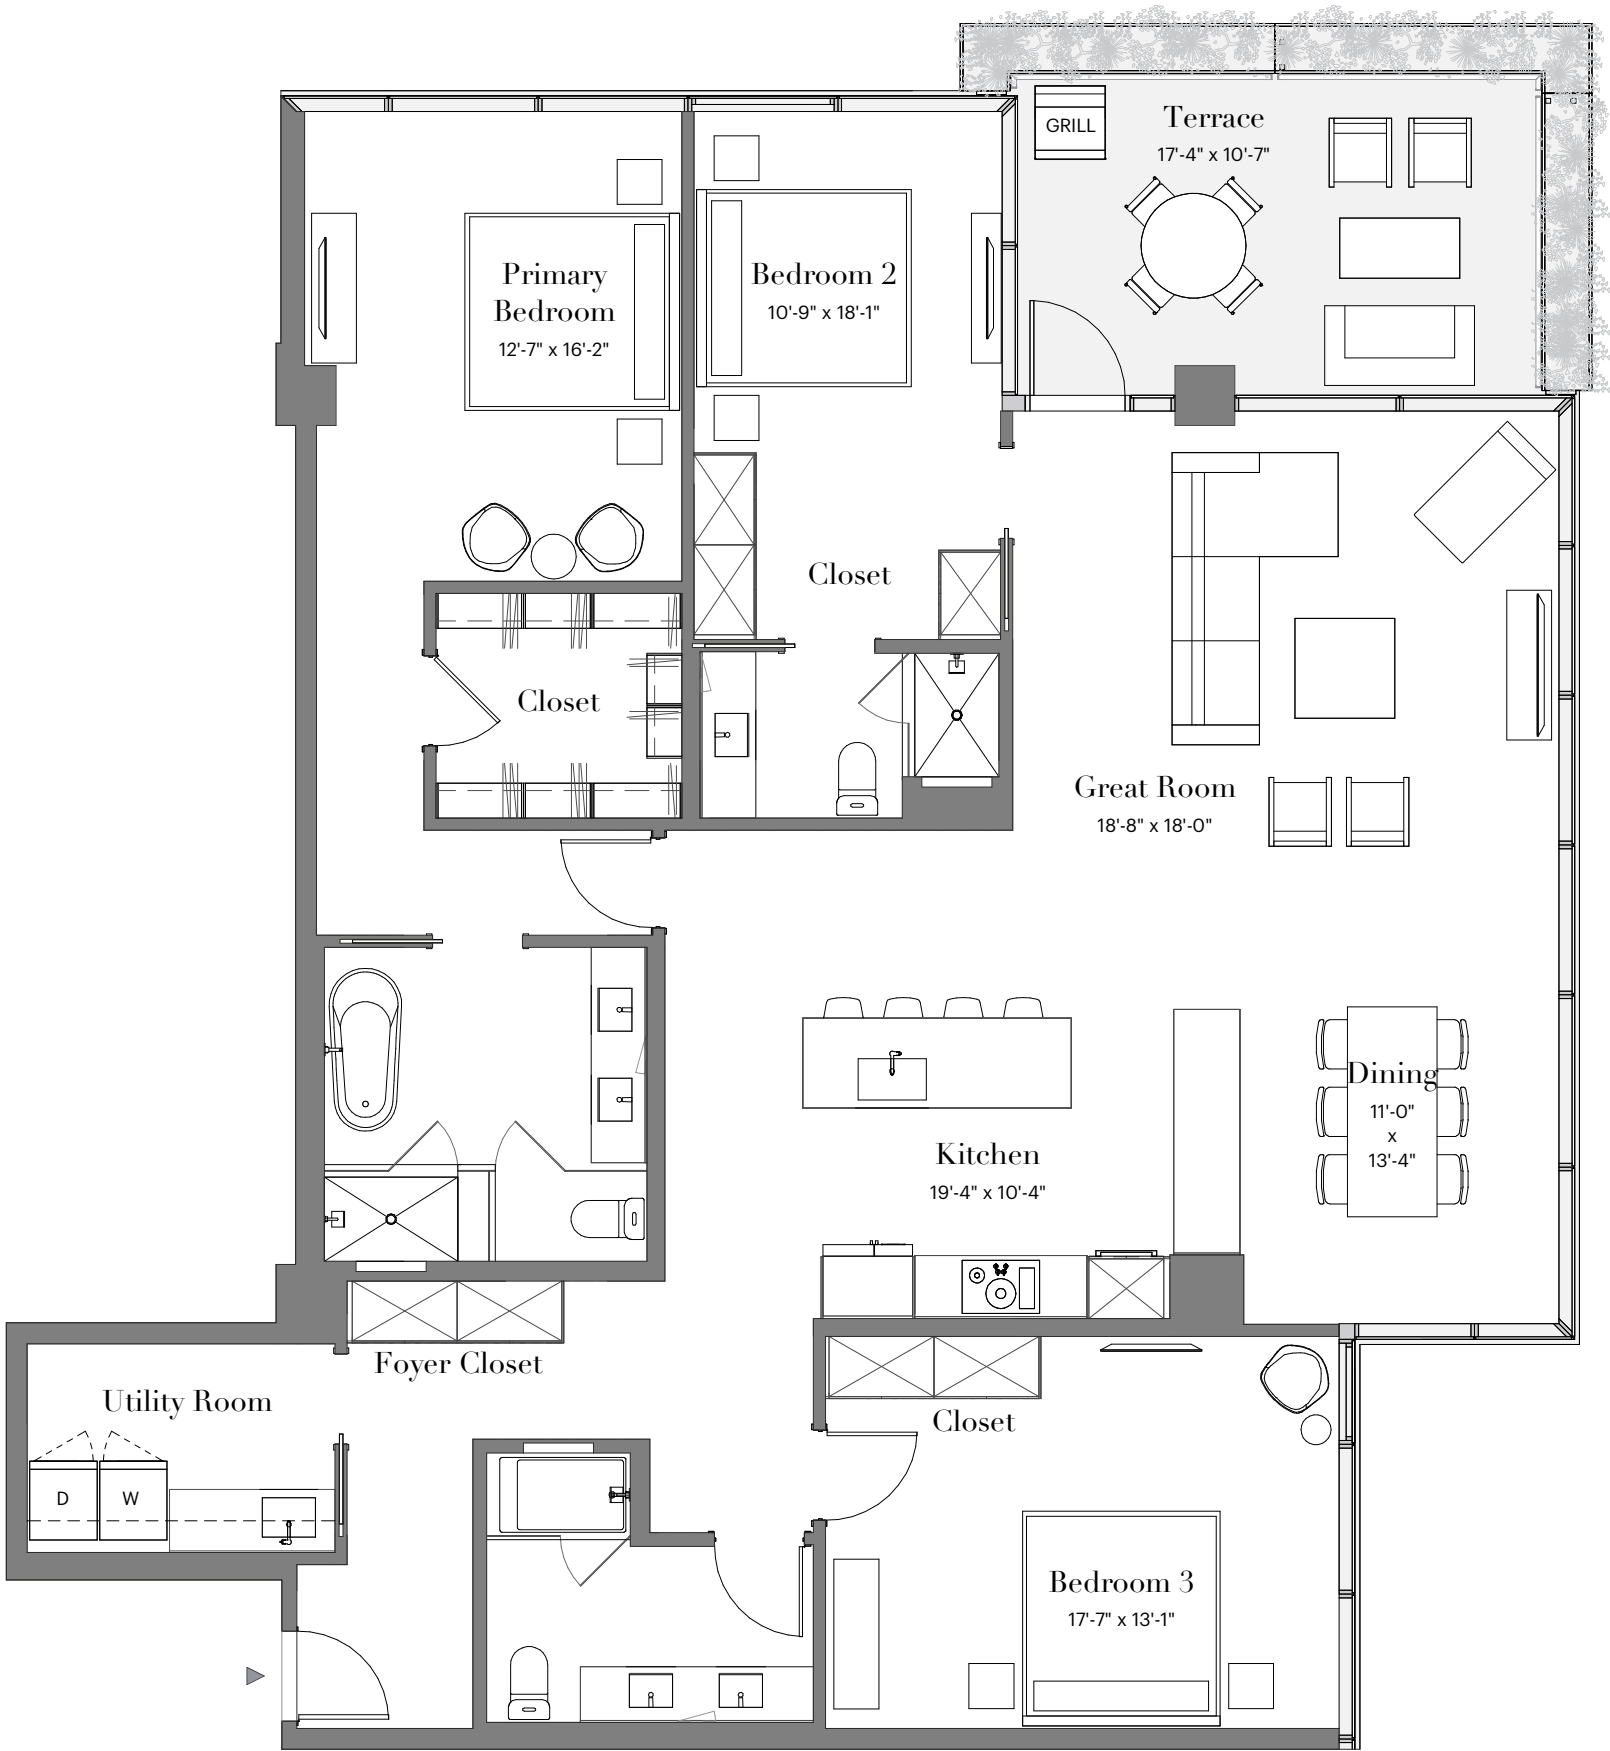 GRILL
Terrace
17'-4" x 10'-7"
Primary
Bedroom
12'-7" x 16'-2"
Bedroom 2
10'-9" x 18'-1"
Closet
Closet
Great Room
18'-8" x 18'-0"
Dining
11'-0"
x
13'-4"
Kitchen
19'-4" x 10'-4"
Foyer Closet
Utility Room
D
W
Closet
Bedroom 3
17'-7" x 13'-1"